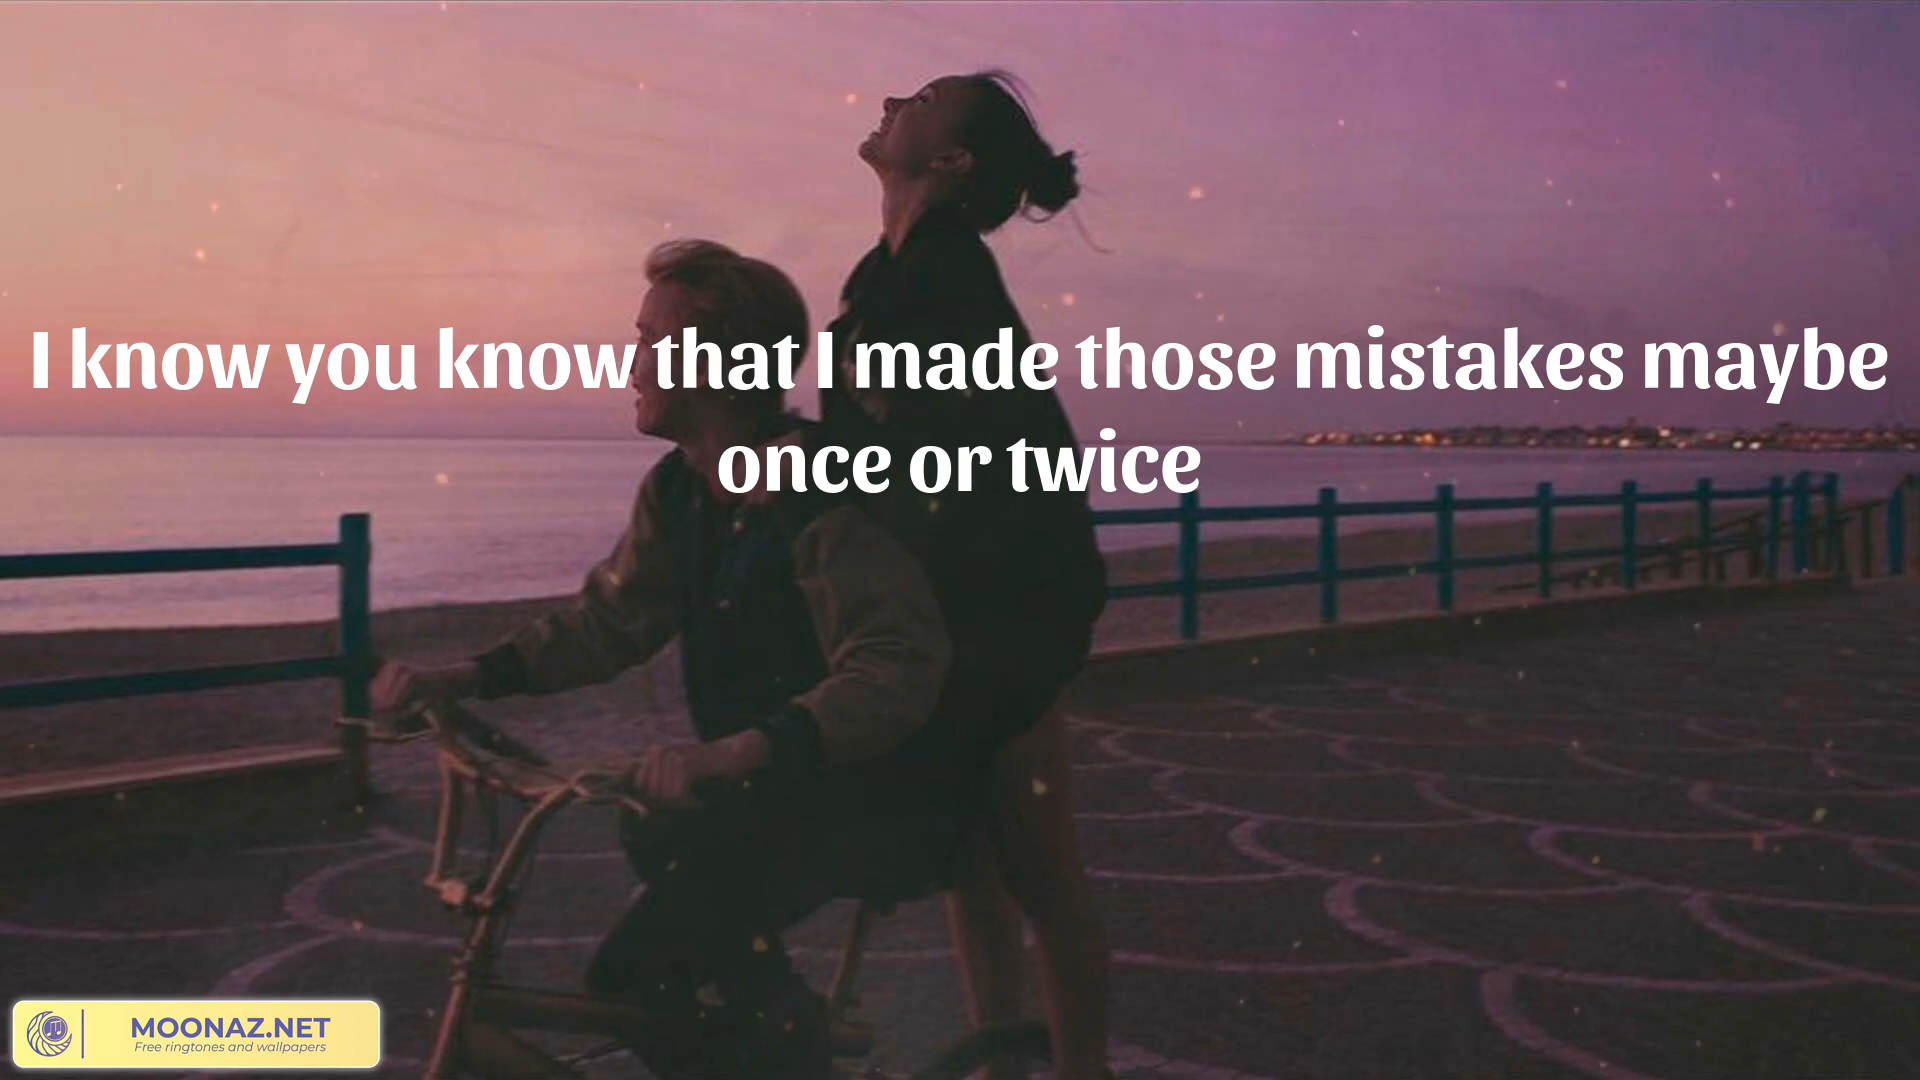 I know you know that I made those mistakes maybe
once or twice
MOONAZ.NET
Free ringtones and wallpapers